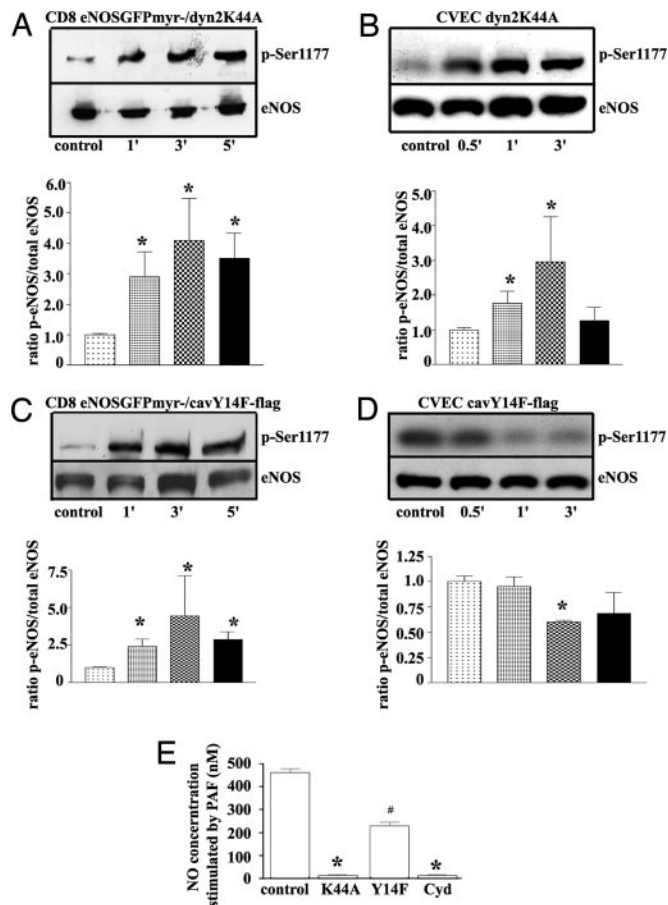 A
CD8 eNOSGFPmyr-/dyn2K44A
p-Ser1177
eNOS
control 1' 3' 5'
ratio p-eNOS/total eNOS
6.0
5.0
4.0
3.0
2.0
1.0
0
* * *
B
CVEC dyn2K44A
p-Ser1177
eNOS
control 0.5' 1' 3'
ratio p-eNOS/total eNOS
5.0
4.0
3.0
2.0
1.0
0
* *
C
CD8 eNOSGFPmyr-/cavY14F-flag
p-Ser1177
eNOS
control 1' 3' 5'
ratio p-eNOS/total eNOS
7.5
5.0
2.5
0
* * *
D
CVEC cavY14F-flag
p-Ser1177
eNOS
control 0.5' 1' 3'
ratio p-eNOS/total eNOS
1.25
1.00
0.75
0.50
0.25
0
*
E
NO concerntration
stimulated by PAF (nM)
500
400
300
200
100
0
* # *
control K44A Y14F Cyd